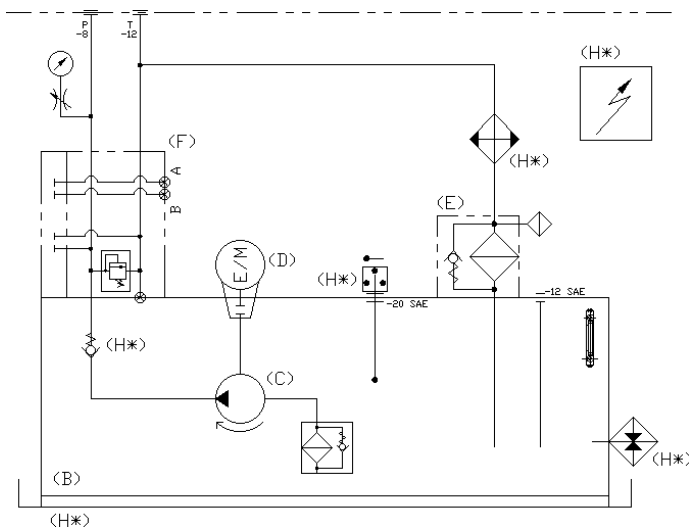 P
-8
T
-12
(H*)
(F)
A
B
(H*)
(E)
E/M
(D)
(H*)
-20 SAE
-12 SAE
(H*)
(C)
(H*)
(B)
(H*)